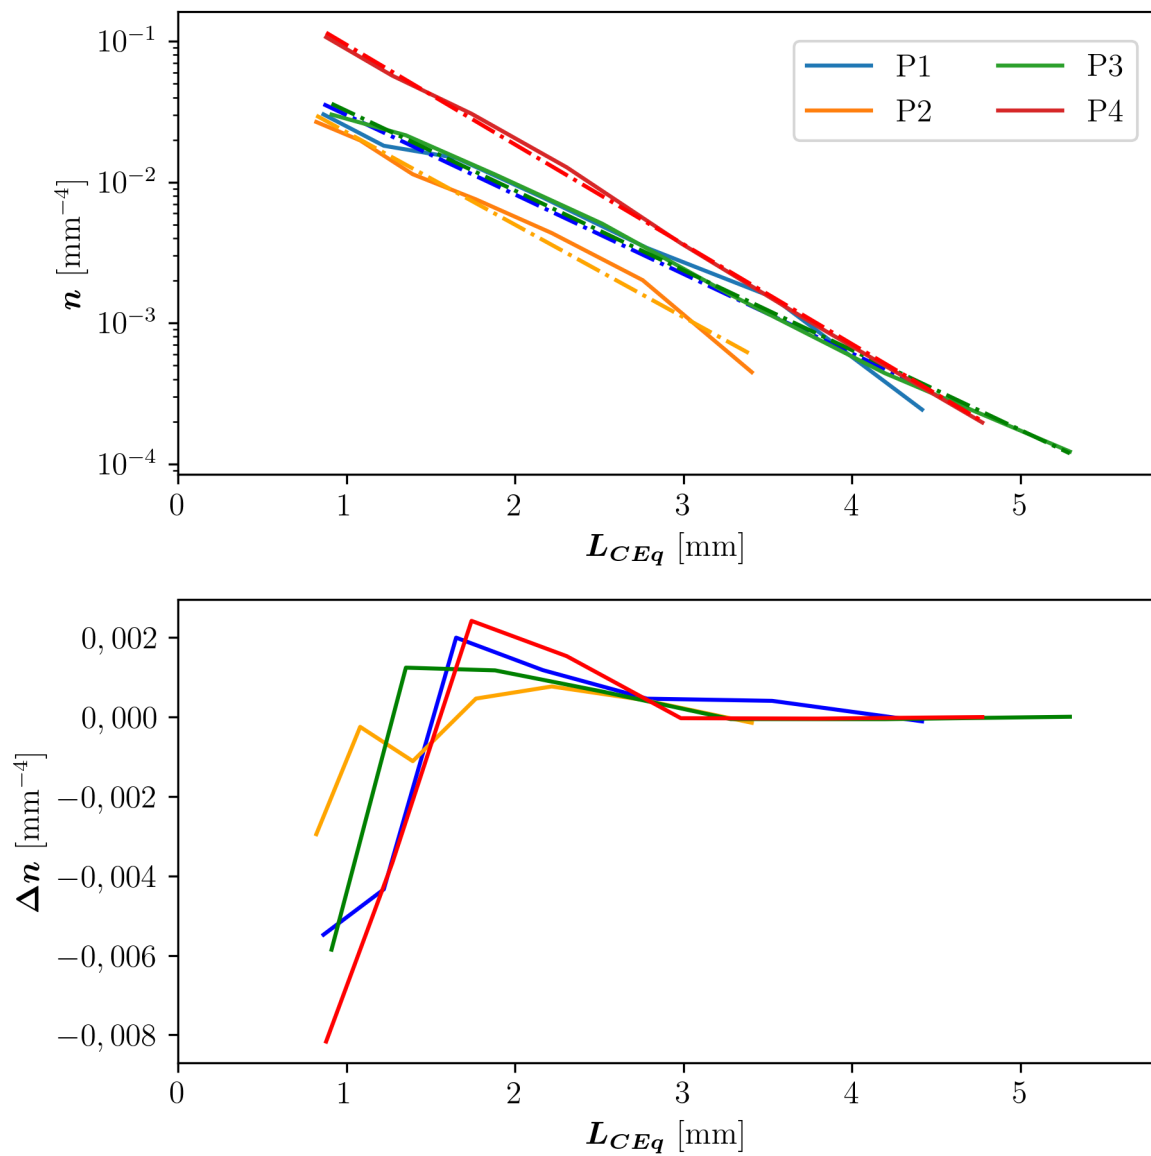 n [mm⁻⁴]
10⁻¹
10⁻²
10⁻³
10⁻⁴
P1 P3
P2 P4
0 1 2 3 4 5
L_{CEq} [mm]
Δn [mm⁻⁴]
0,002
0,000
−0,002
−0,004
−0,006
−0,008
0 1 2 3 4 5
L_{CEq} [mm]